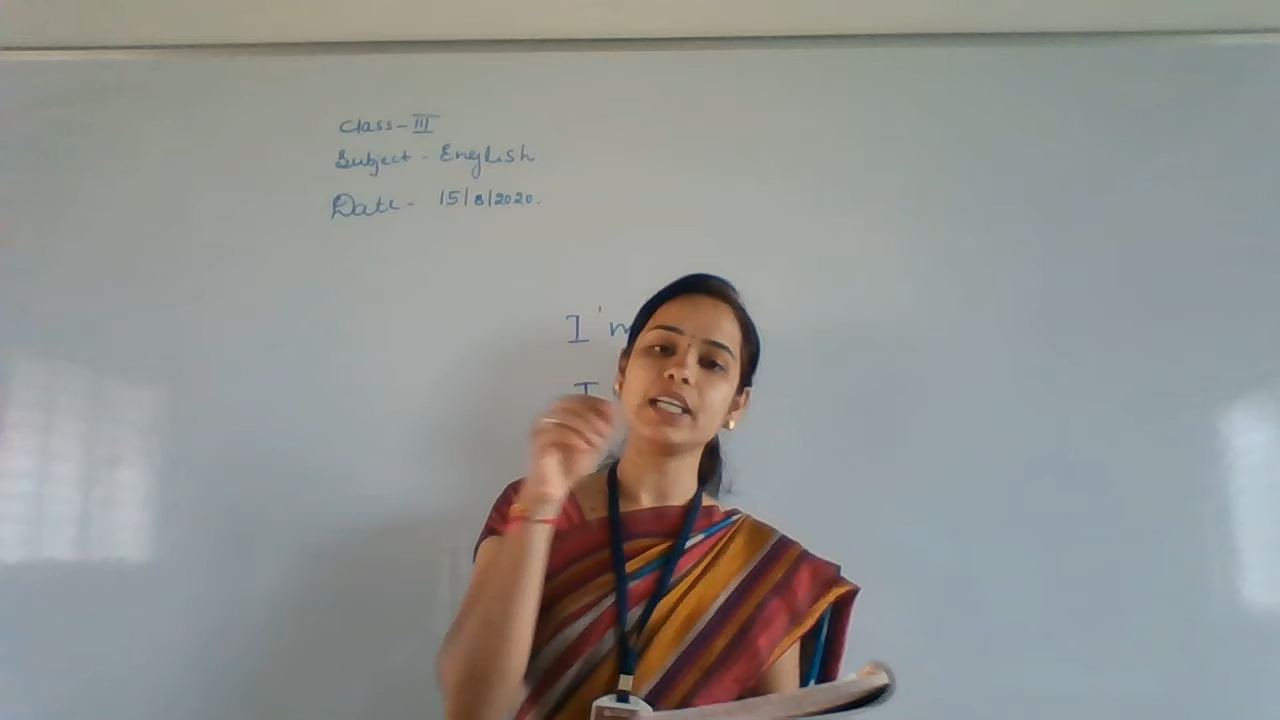 Class-III
Subject - English
Date - 15/8/2020.
I'm
I